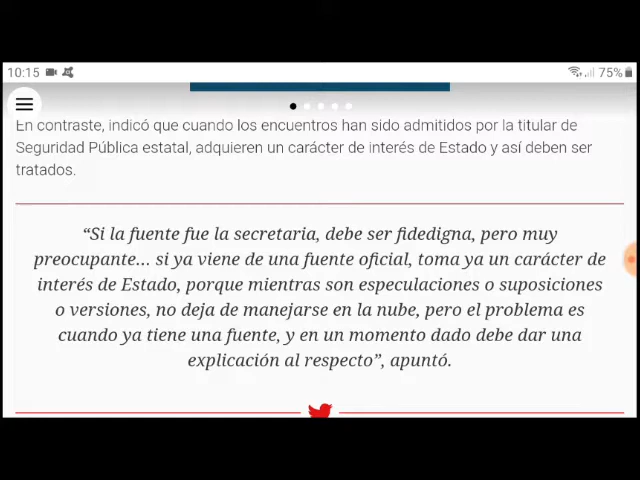 10:15 75%
En contraste, indicó que cuando los encuentros han sido admitidos por la titular de
Seguridad Pública estatal, adquieren un carácter de interés de Estado y así deben ser
tratados.
“Si la fuente fue la secretaria, debe ser fidedigna, pero muy
preocupante... si ya viene de una fuente oficial, toma ya un carácter de
interés de Estado, porque mientras son especulaciones o suposiciones
o versiones, no deja de manejarse en la nube, pero el problema es
cuando ya tiene una fuente, y en un momento dado debe dar una
explicación al respecto”, apuntó.